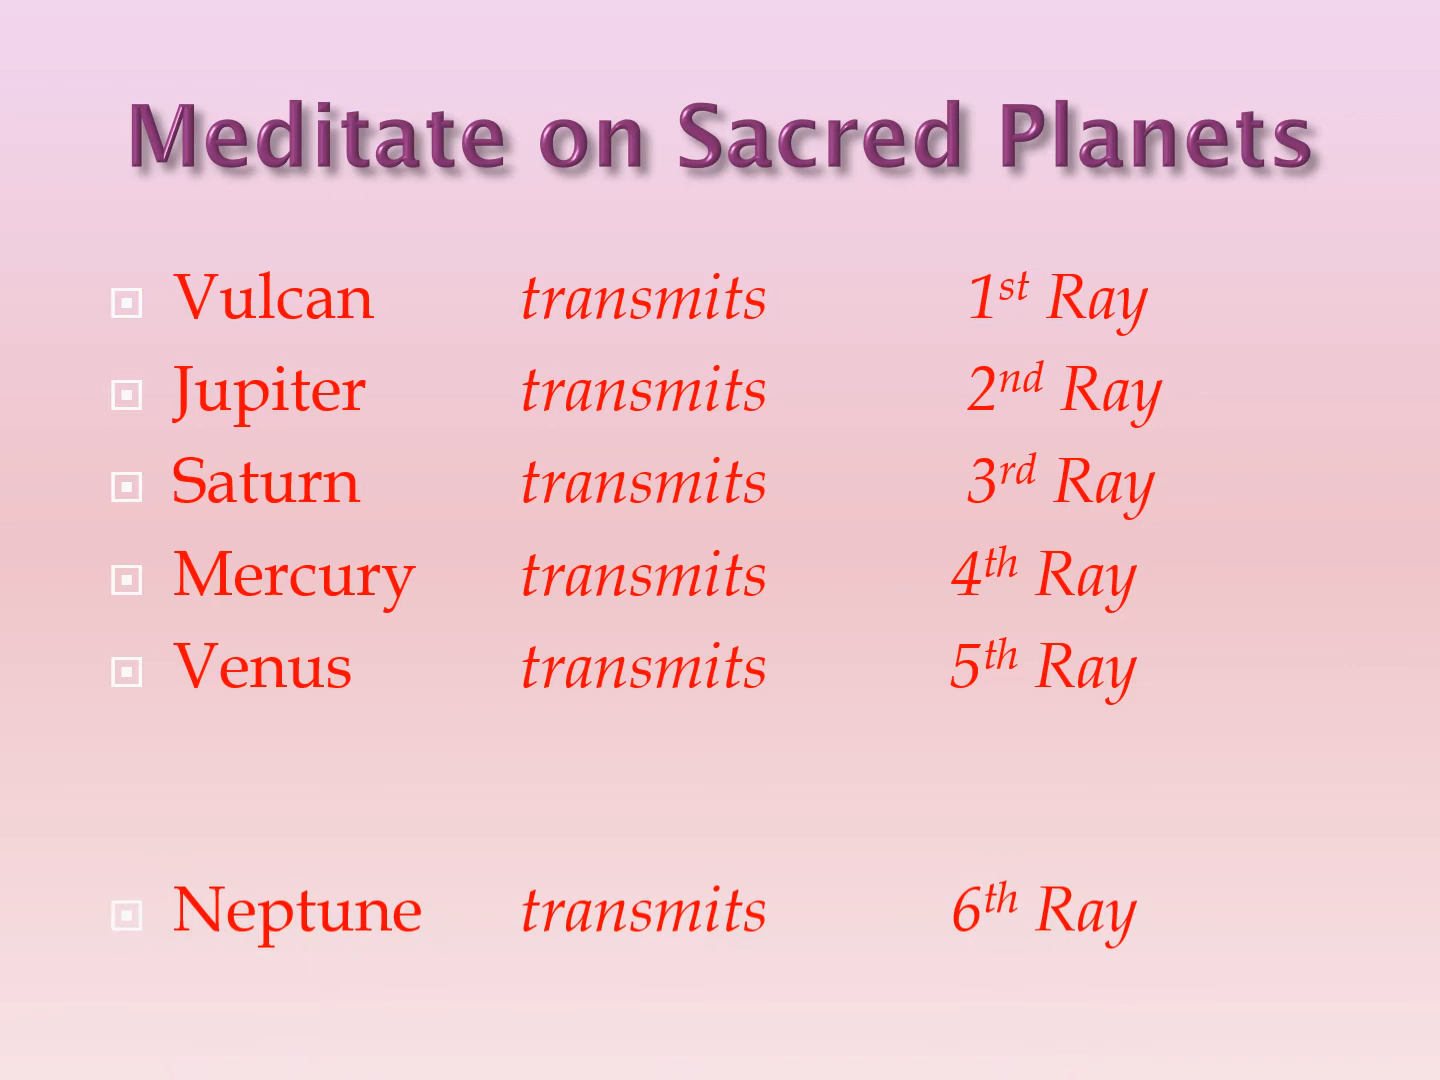 Meditate on Sacred Planets
Vulcan transmits 1st Ray
Jupiter transmits 2nd Ray
Saturn transmits 3rd Ray
Mercury transmits 4th Ray
Venus transmits 5th Ray
Neptune transmits 6th Ray